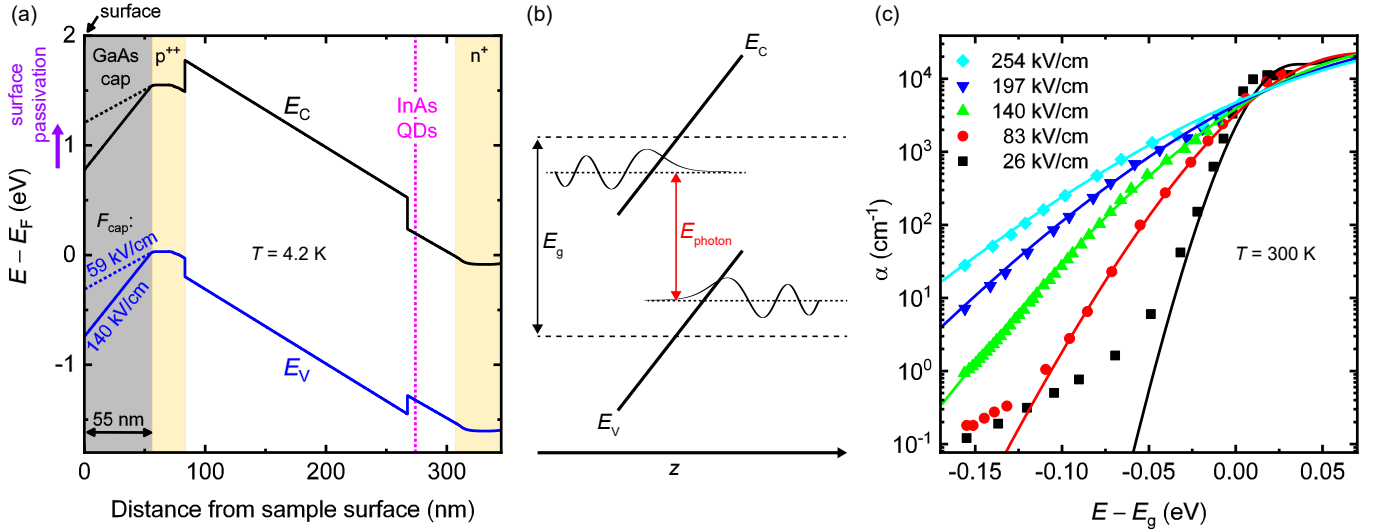 (a)
surface
GaAs
cap
p++
n+
surface
passivation
E_C
InAs
QDs
F_cap:
59 kV/cm
140 kV/cm
T = 4.2 K
E_V
55 nm
2
1
0
-1
E − E_F (eV)
0
100
200
300
Distance from sample surface (nm)
(b)
E_C
E_g
E_photon
E_V
z
(c)
254 kV/cm
197 kV/cm
140 kV/cm
83 kV/cm
26 kV/cm
T = 300 K
10^4
10^3
10^2
10^1
10^0
10^-1
α (cm^-1)
-0.15
-0.10
-0.05
0.00
0.05
E − E_g (eV)